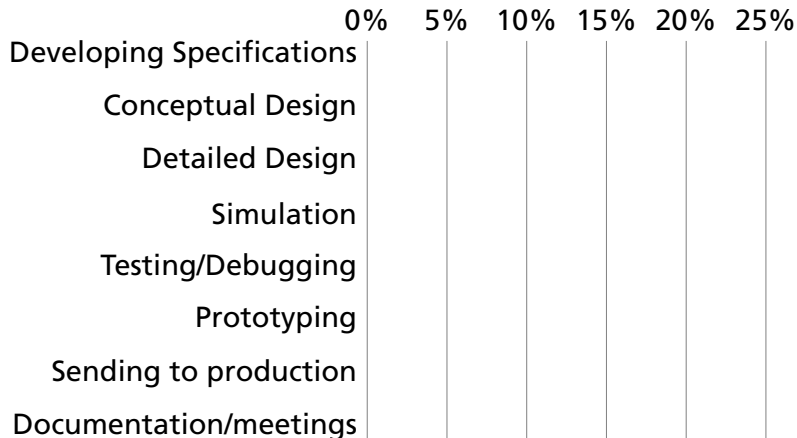 0% 5% 10% 15% 20% 25%
Developing Specifications
Conceptual Design
Detailed Design
Simulation
Testing/Debugging
Prototyping
Sending to production
Documentation/meetings